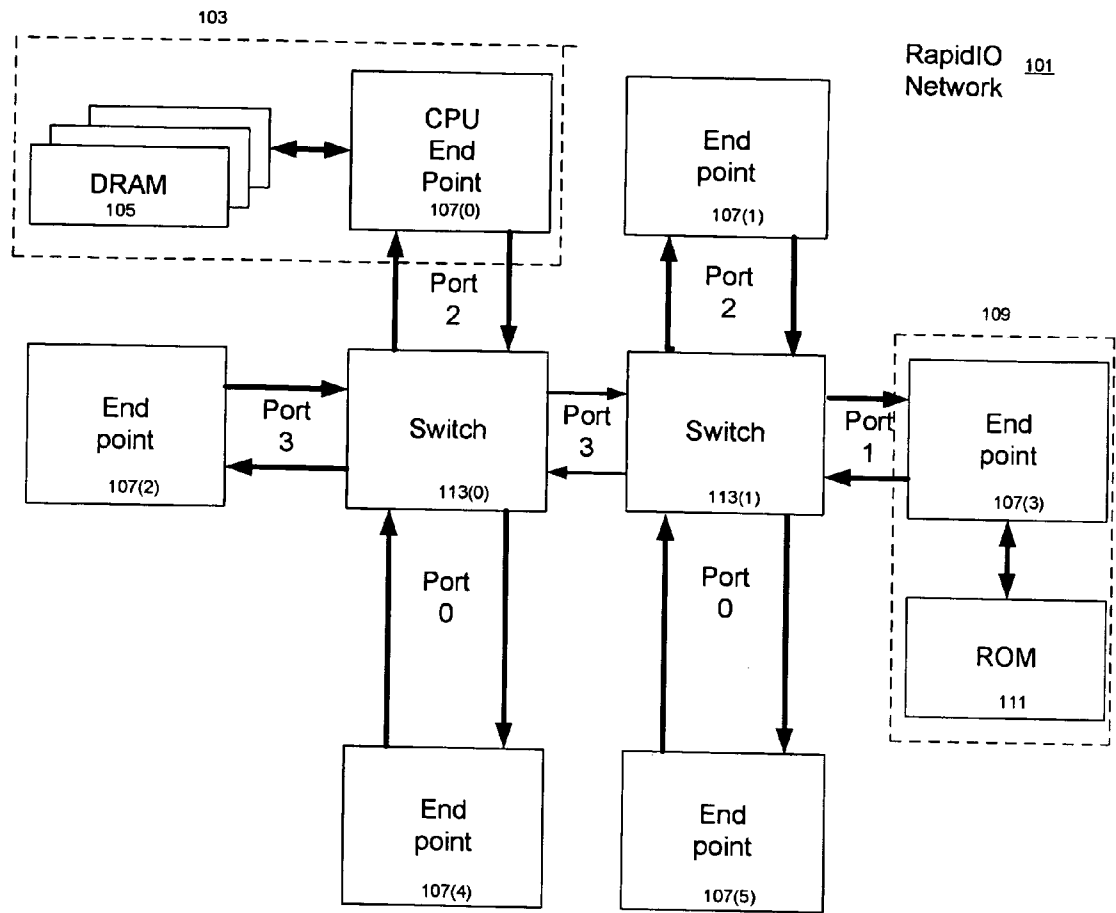 103
RapidIO 101
Network
CPU
End
Point
107(0)
DRAM
105
End
point
107(1)
Port
2
Port
2
109
End
point
107(2)
Port
3
Switch
113(0)
Port
3
Switch
113(1)
Port
1
End
point
107(3)
Port
0
Port
0
ROM
111
End
point
107(4)
End
point
107(5)